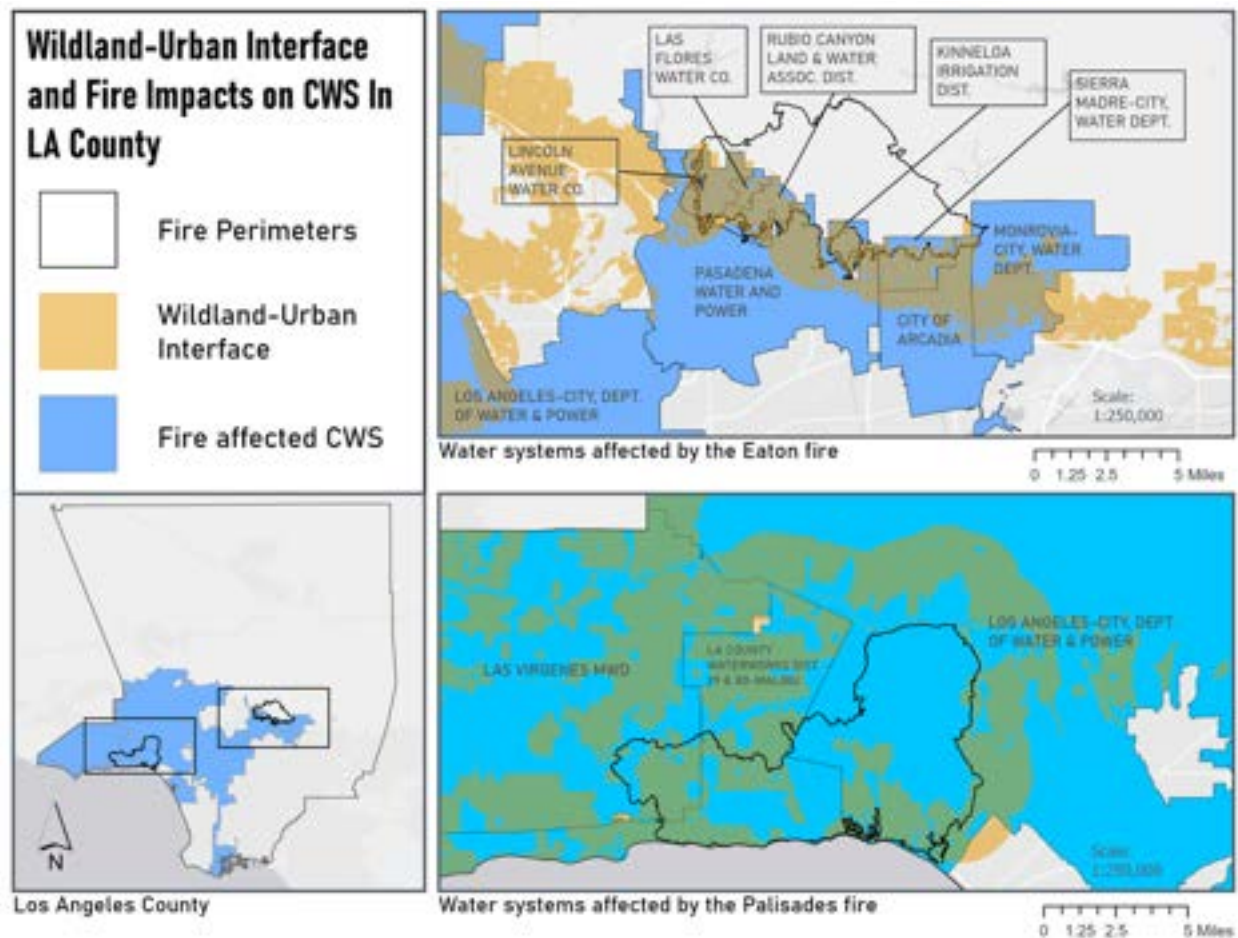 Wildland-Urban Interface
and Fire Impacts on CWS In
LA County
Fire Perimeters
Wildland-Urban
Interface
Fire affected CWS
N
Los Angeles County
LAS
FLORES
WATER CO.
RUBIO CANYON
LAND & WATER
ASSOC. DIST.
KINNELOA
IRRIGATION
DIST.
SIERRA
MADRE-CITY,
WATER DEPT.
LINCOLN
AVENUE
WATER CO.
MONROVIA-
CITY, WATER
DEPT.
PASADENA
WATER AND
POWER
CITY OF
ARCADIA
LOS ANGELES-CITY, DEPT.
OF WATER & POWER
Scale:
1:250,000
Water systems affected by the Eaton fire
0 1.25 2.5 5 Miles
LOS ANGELES-CITY, DEPT.
OF WATER & POWER
LAS VIRGENES MWD
LA COUNTY
WATERWORKS DIST.
Scale:
1:250,000
Water systems affected by the Palisades fire
0 1.25 2.5 5 Miles